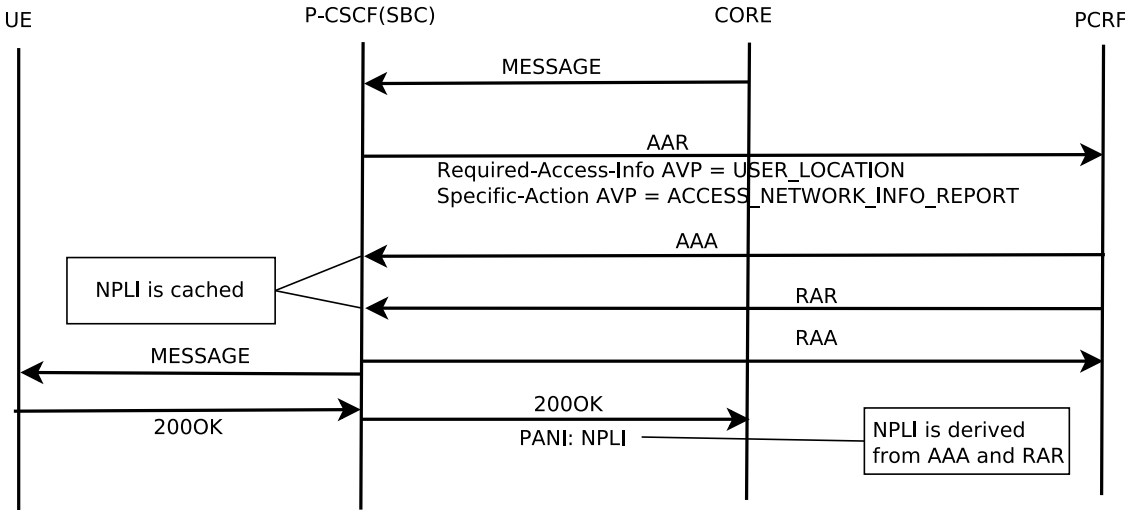 UE
P-CSCF(SBC)
CORE
PCRF
MESSAGE
AAR
Required-Access-Info AVP = USER_LOCATION
Specific-Action AVP = ACCESS_NETWORK_INFO_REPORT
AAA
NPLI is cached
RAR
RAA
MESSAGE
200OK
200OK
PANI: NPLI
NPLI is derived
from AAA and RAR